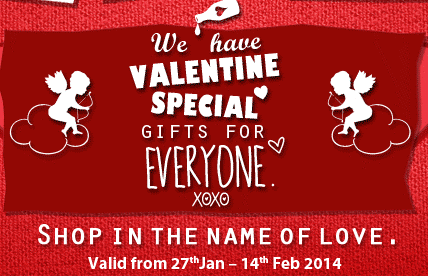 We have
VALENTINE
SPECIAL
GIFTS FOR
EVERYONE.
XOXO
SHOP IN THE NAME OF LOVE.
Valid from 27thJan – 14th Feb 2014